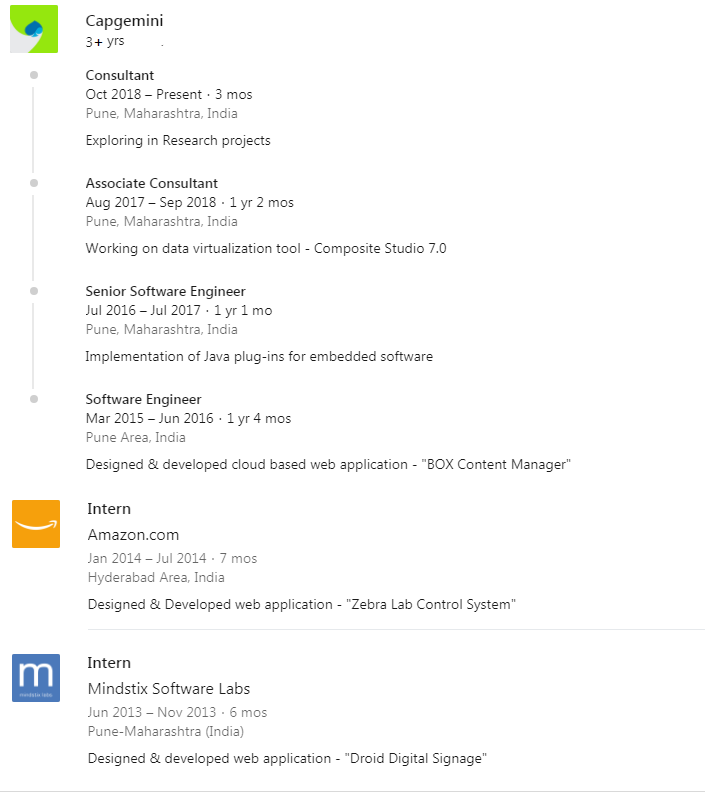 Capgemini
3+ yrs .
Consultant
Oct 2018 – Present · 3 mos
Pune, Maharashtra, India
Exploring in Research projects
Associate Consultant
Aug 2017 – Sep 2018 · 1 yr 2 mos
Pune, Maharashtra, India
Working on data virtualization tool - Composite Studio 7.0
Senior Software Engineer
Jul 2016 – Jul 2017 · 1 yr 1 mo
Pune, Maharashtra, India
Implementation of Java plug-ins for embedded software
Software Engineer
Mar 2015 – Jun 2016 · 1 yr 4 mos
Pune Area, India
Designed & developed cloud based web application - "BOX Content Manager"
Intern
Amazon.com
Jan 2014 – Jul 2014 · 7 mos
Hyderabad Area, India
Designed & Developed web application - "Zebra Lab Control System"
m
mindstix labs
Intern
Mindstix Software Labs
Jun 2013 – Nov 2013 · 6 mos
Pune-Maharashtra (India)
Designed & developed web application - "Droid Digital Signage"